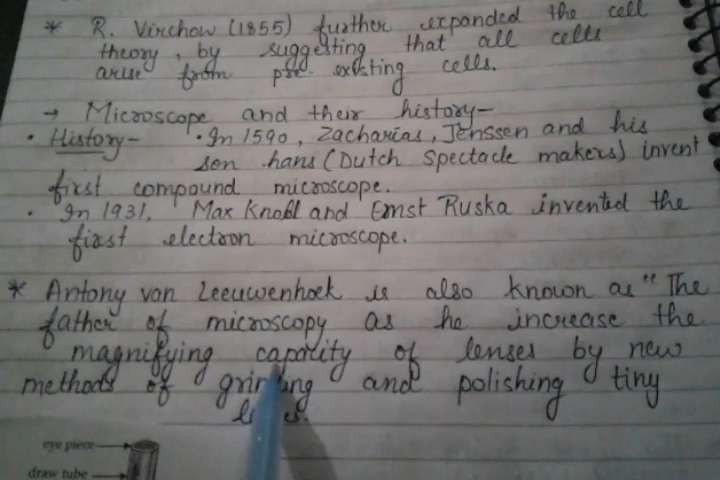 * R. Virchow (1855) further expanded the cell
theory, by suggesting that all cells
arise from pre-existing cells.
→ Microscope and their history-
• History- • In 1590, Zacharias, Jenssen and his
son hans (Dutch Spectacle makers) invent
first compound microscope.
• In 1931, Max Knoll and Ernst Ruska invented the
first electron microscope.
* Antony von Leeuwenhoek is also known as "The
father of microscopy as he increase the
magnifying capatity of lenses by new
methods of grinding and polishing tiny
eye piece
draw tube